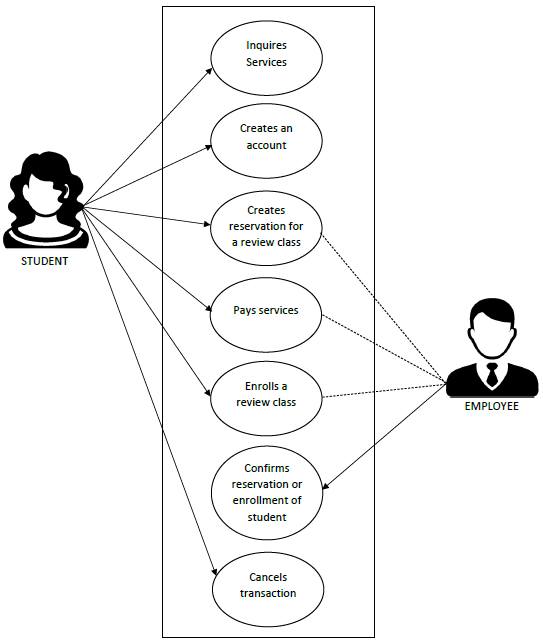 Inquires
Services
Creates an
account
Creates
reservation for
a review class
STUDENT
Pays services
Enrolls a
review class
EMPLOYEE
Confirms
reservation or
enrollment of
student
Cancels
transaction